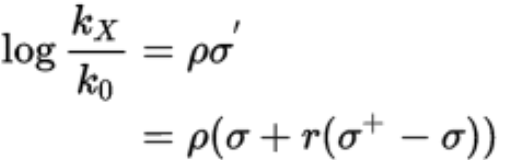 log k_X/k_0 = ρσ′
= ρ(σ + r(σ⁺ − σ))